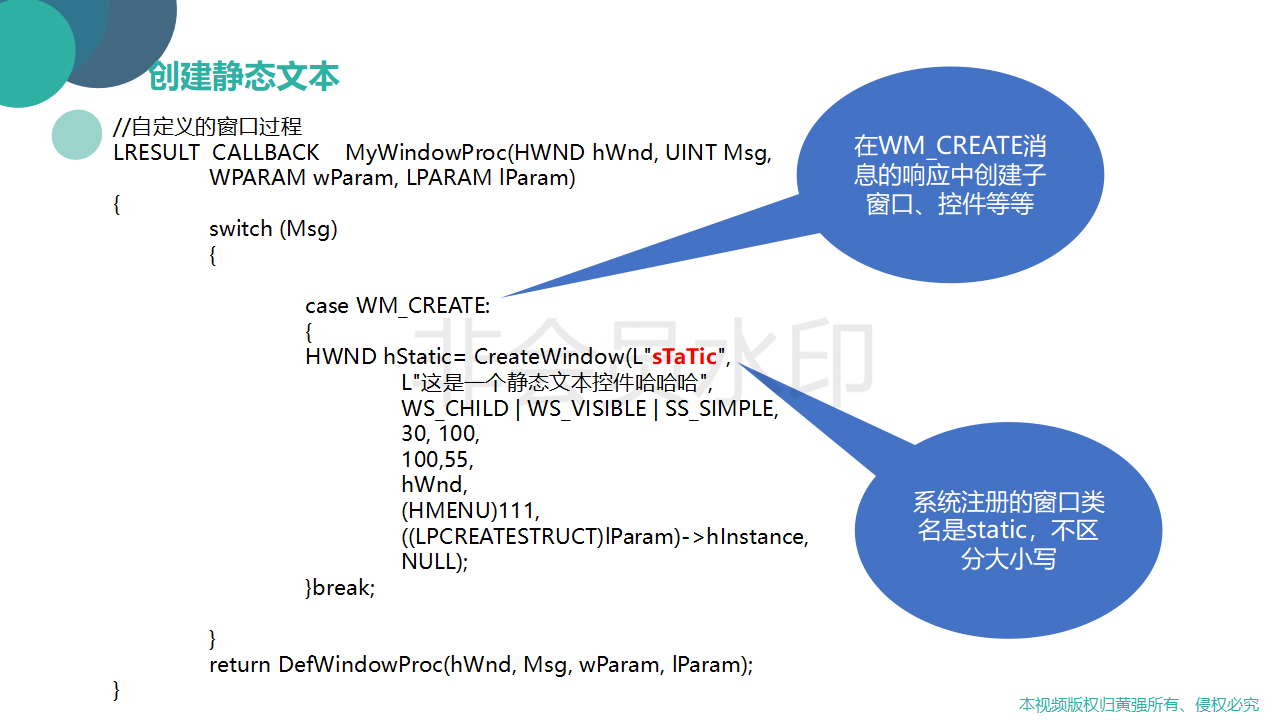 创建静态文本
//自定义的窗口过程
LRESULT CALLBACK MyWindowProc(HWND hWnd, UINT Msg,
WPARAM wParam, LPARAM lParam)
{
switch (Msg)
{
case WM_CREATE:
{
HWND hStatic= CreateWindow(L"sTaTic",
L"这是一个静态文本控件哈哈哈",
WS_CHILD | WS_VISIBLE | SS_SIMPLE,
30, 100,
100,55,
hWnd,
(HMENU)111,
((LPCREATESTRUCT)lParam)->hInstance,
NULL);
}break;
}
return DefWindowProc(hWnd, Msg, wParam, lParam);
}
在WM_CREATE消
息的响应中创建子
窗口、控件等等
系统注册的窗口类
名是static，不区
分大小写
非会员水印
本视频版权归黄强所有、侵权必究